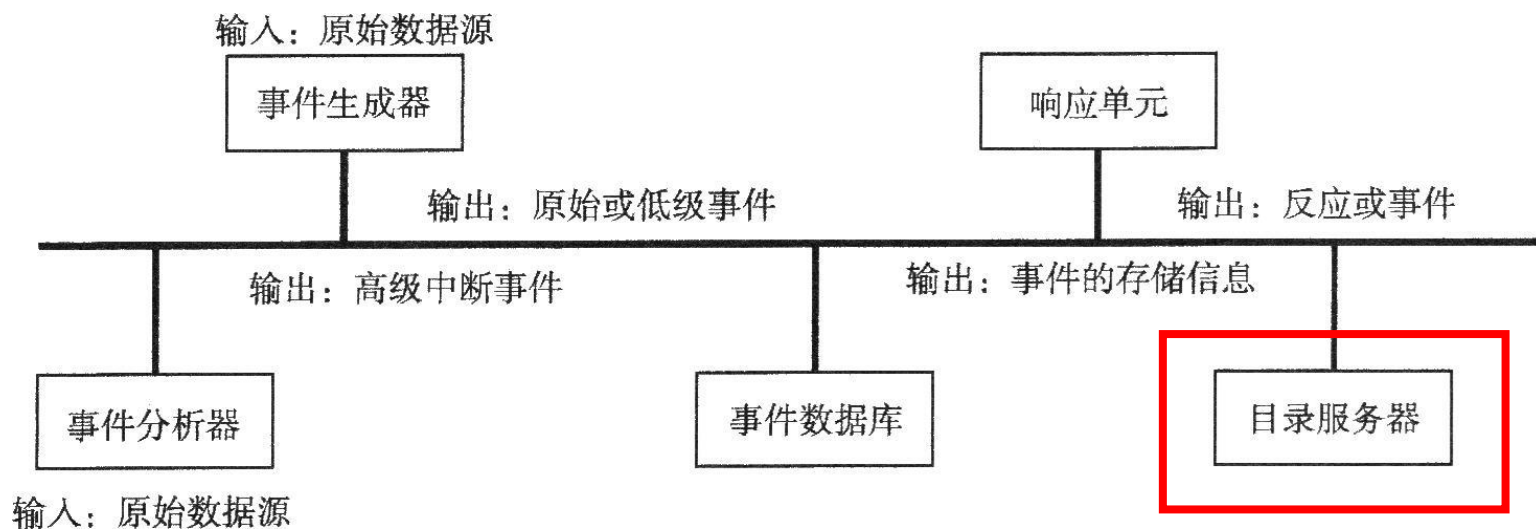 输入：原始数据源
事件生成器
响应单元
输出：原始或低级事件
输出：反应或事件
输出：高级中断事件
输出：事件的存储信息
事件分析器
事件数据库
目录服务器
输入：原始数据源